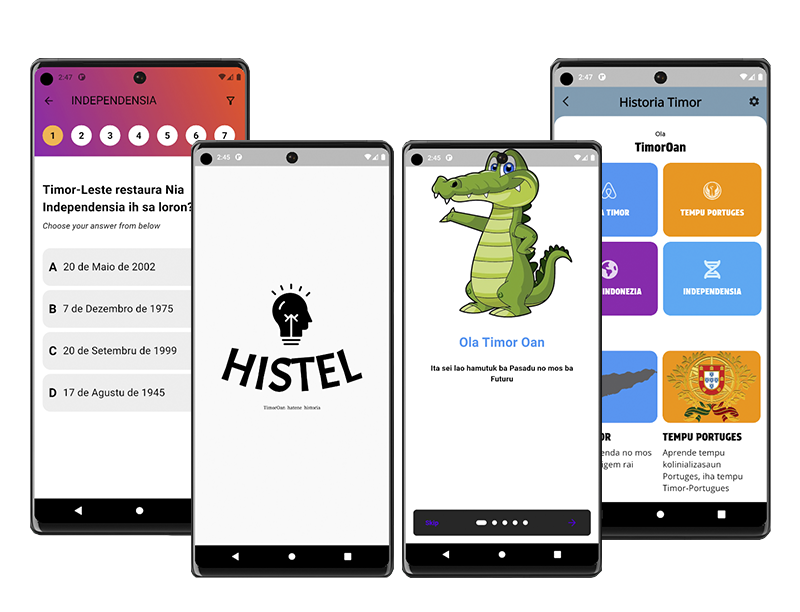 2:47
INDEPENDENSIA
1 2 3 4 5 6 7
Timor-Leste restaura Nia
Independensia ih sa loron?
Choose your answer from below
A 20 de Maio de 2002
B 7 de Dezembro de 1975
C 20 de Setembru de 1999
D 17 de Agustu de 1945
2:45
HISTEL
TimorOan hatene historia
2:45
Ola Timor Oan
Ita sei lao hamutuk ba Pasadu no mos ba
Futuru
Skip
2:47
Historia Timor
Ola
TimorOan
A TIMOR
TEMPU PORTUGES
INDONEZIA
INDEPENDENSIA
OR
enda no mos
igem rai
TEMPU PORTUGES
Aprende tempu
kolinializasaun
Portuges, iha tempu
Timor-Portugues